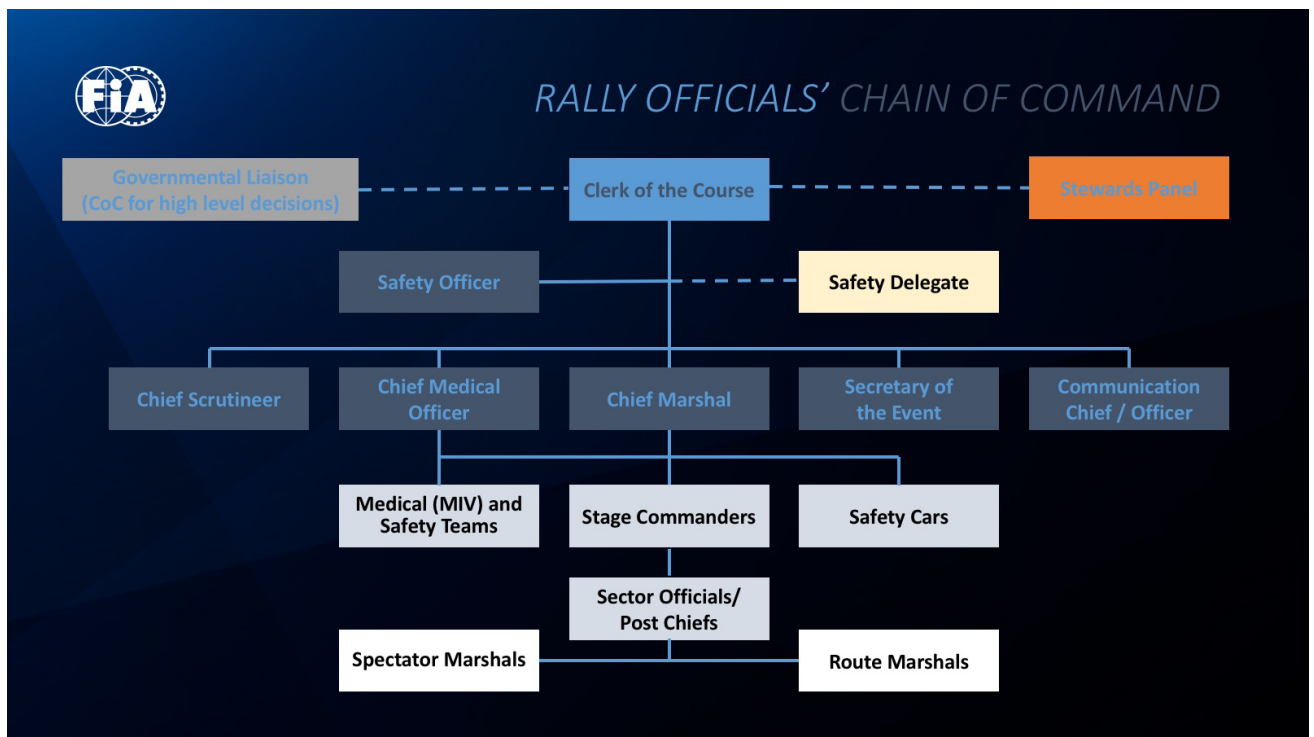 FiA
RALLY OFFICIALS’ CHAIN OF COMMAND
Governmental Liaison
(CoC for high level decisions)
Clerk of the Course
Stewards Panel
Safety Officer
Safety Delegate
Chief Scrutineer
Chief Medical
Officer
Chief Marshal
Secretary of
the Event
Communication
Chief / Officer
Medical (MIV) and
Safety Teams
Stage Commanders
Safety Cars
Sector Officials/
Post Chiefs
Spectator Marshals
Route Marshals